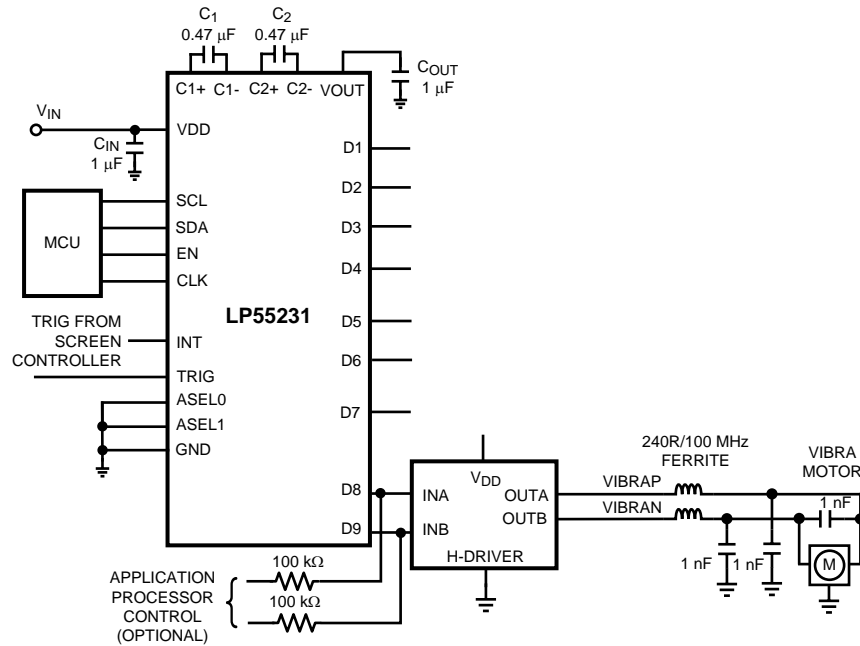 C1 C2
0.47 µF 0.47 µF
COUT
1 µF
C1+ C1- C2+ C2- VOUT
VIN
CIN
1 µF
VDD
D1
D2
D3
D4
D5
D6
D7
D8
D9
MCU
SCL
SDA
EN
CLK
LP55231
TRIG FROM
SCREEN
CONTROLLER
INT
TRIG
ASEL0
ASEL1
GND
VDD
INA
INB
OUTA
OUTB
H-DRIVER
VIBRAP
VIBRAN
240R/100 MHz
FERRITE
VIBRA
MOTOR
1 nF
1 nF
1 nF
M
100 kΩ
100 kΩ
APPLICATION
PROCESSOR
CONTROL
(OPTIONAL)